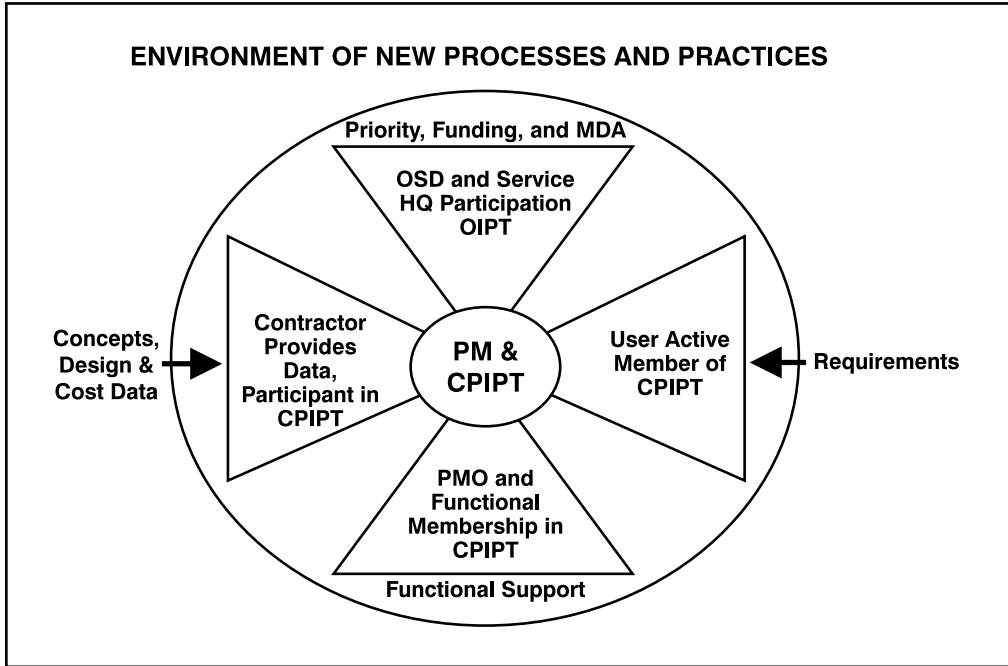 ENVIRONMENT OF NEW PROCESSES AND PRACTICES
Priority, Funding, and MDA
OSD and Service
HQ Participation
OIPT
Concepts,
Design &
Cost Data
Contractor
Provides
Data,
Participant in
CPIPT
PM &
CPIPT
User Active
Member of
CPIPT
Requirements
PMO and
Functional
Membership in
CPIPT
Functional Support